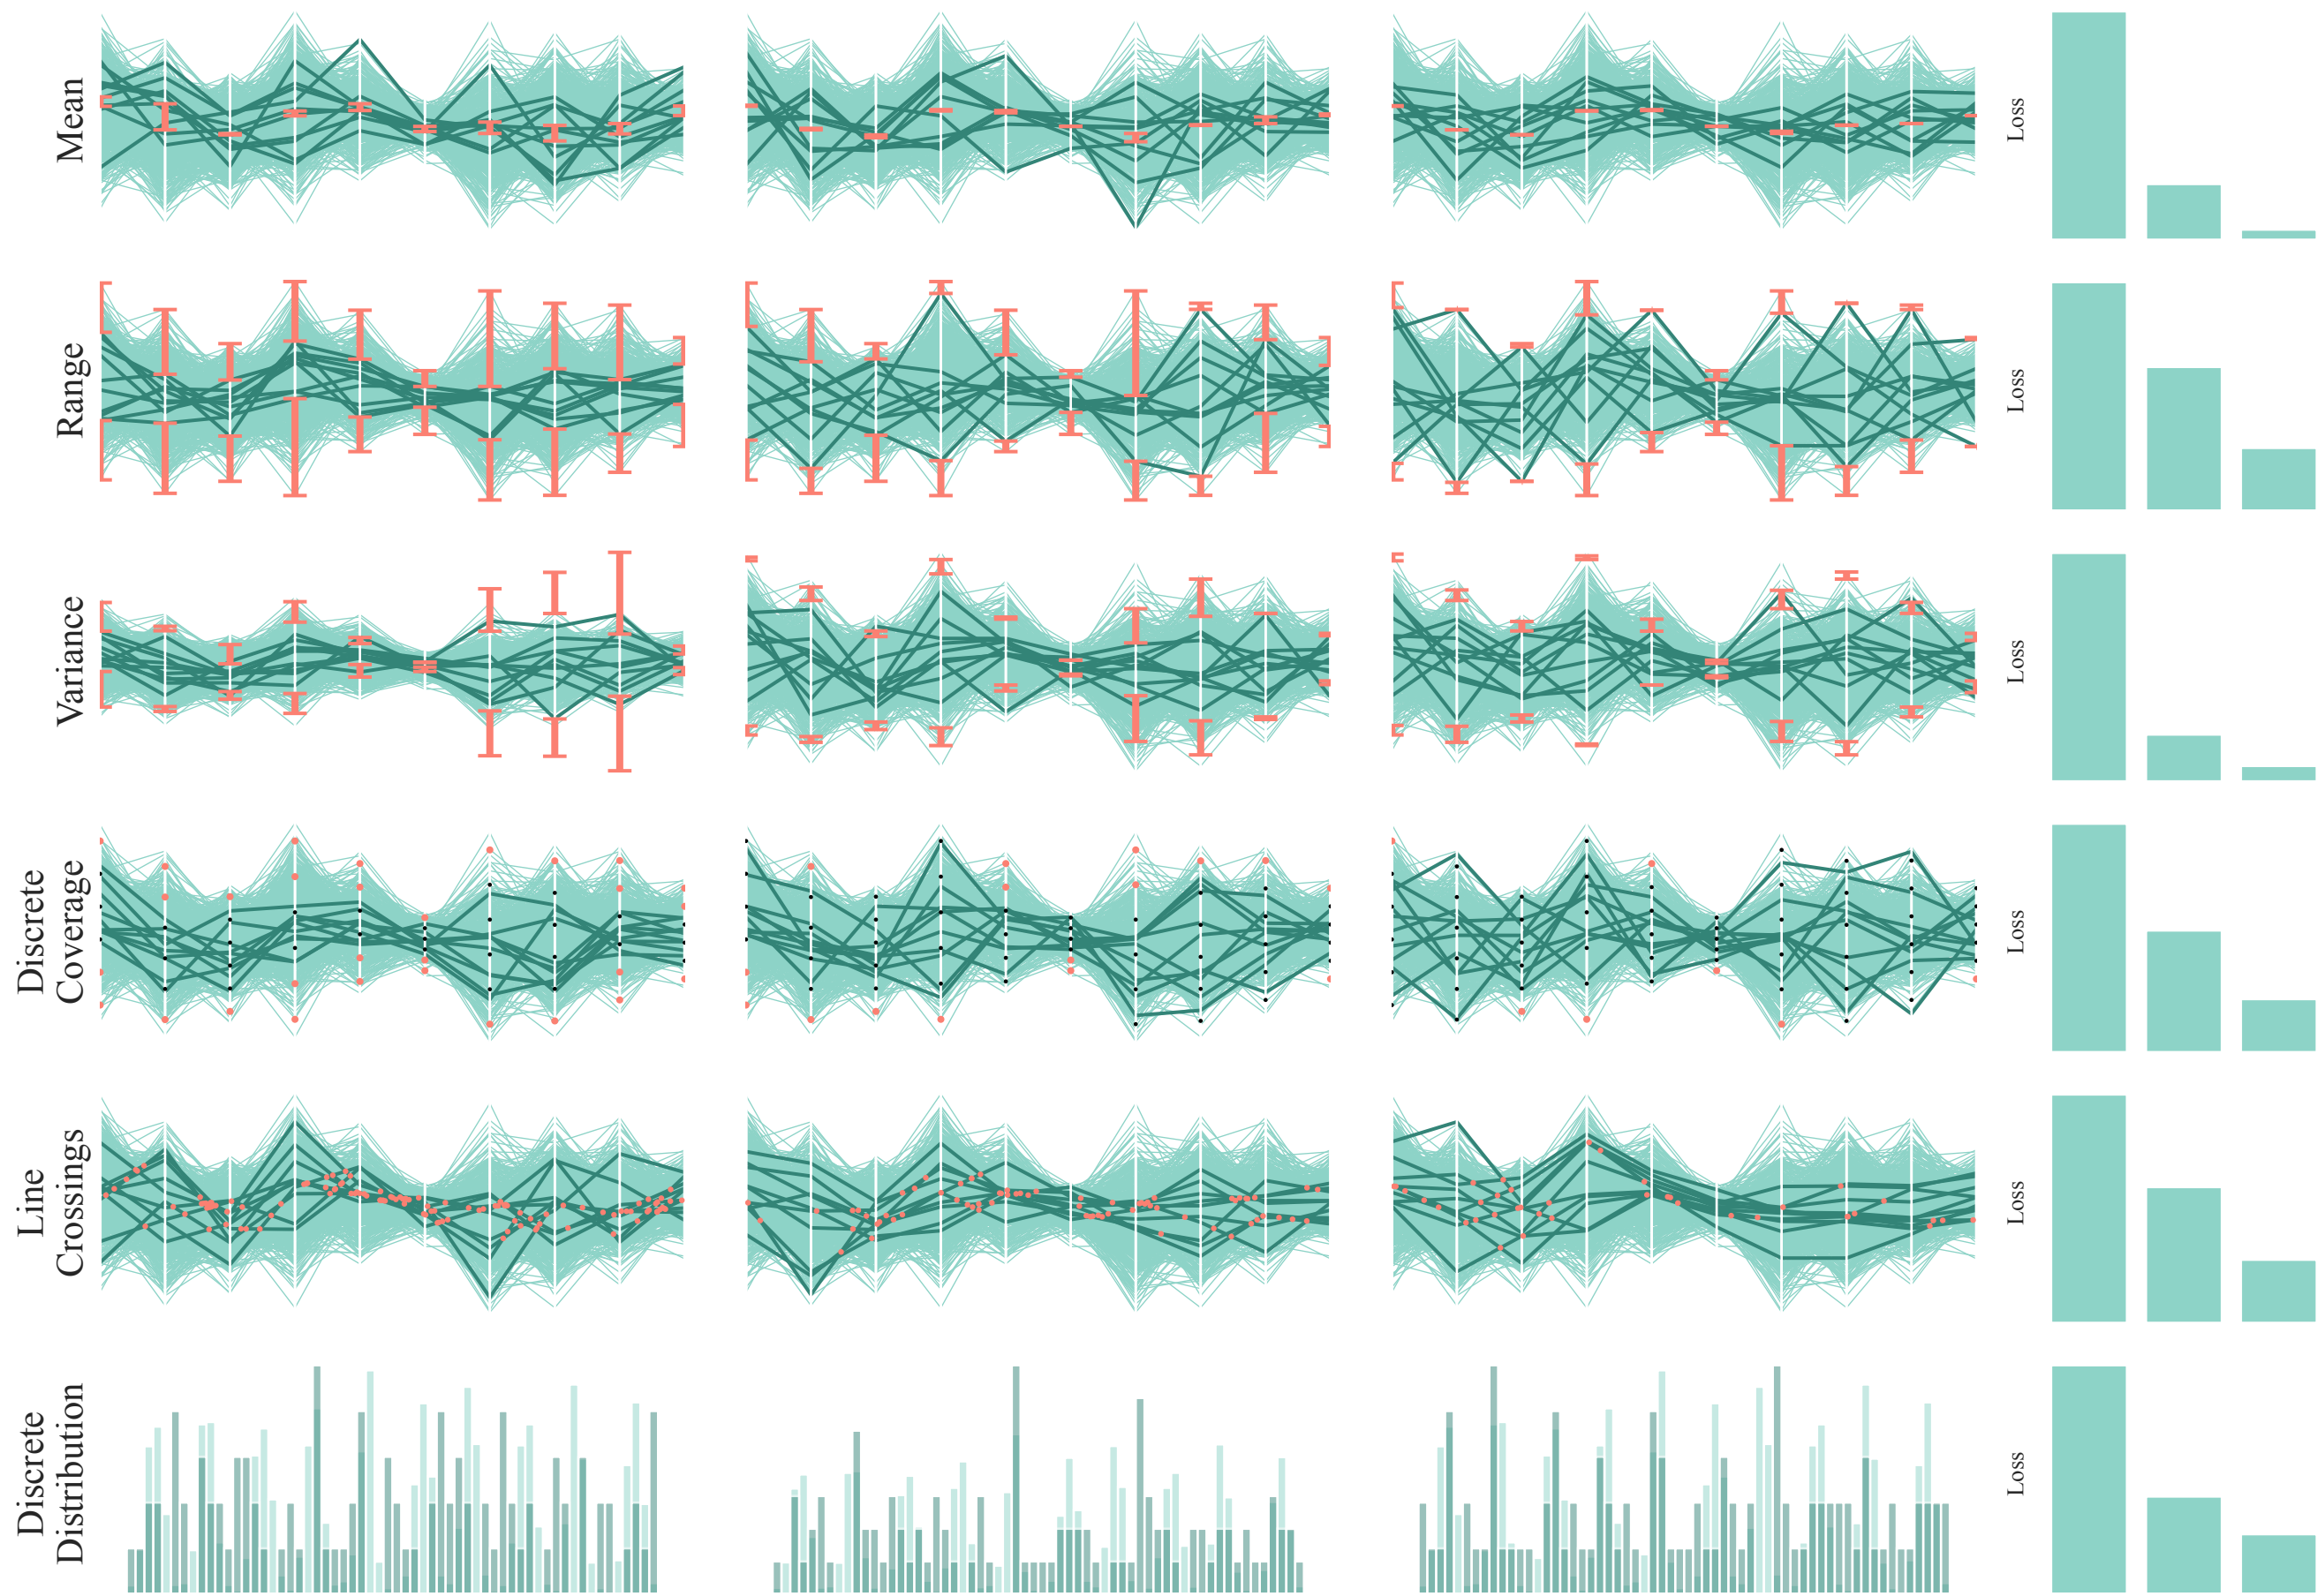 Mean
Loss
Range
Loss
Variance
Loss
Discrete
Coverage
Loss
Line
Crossings
Loss
Discrete
Distribution
Loss